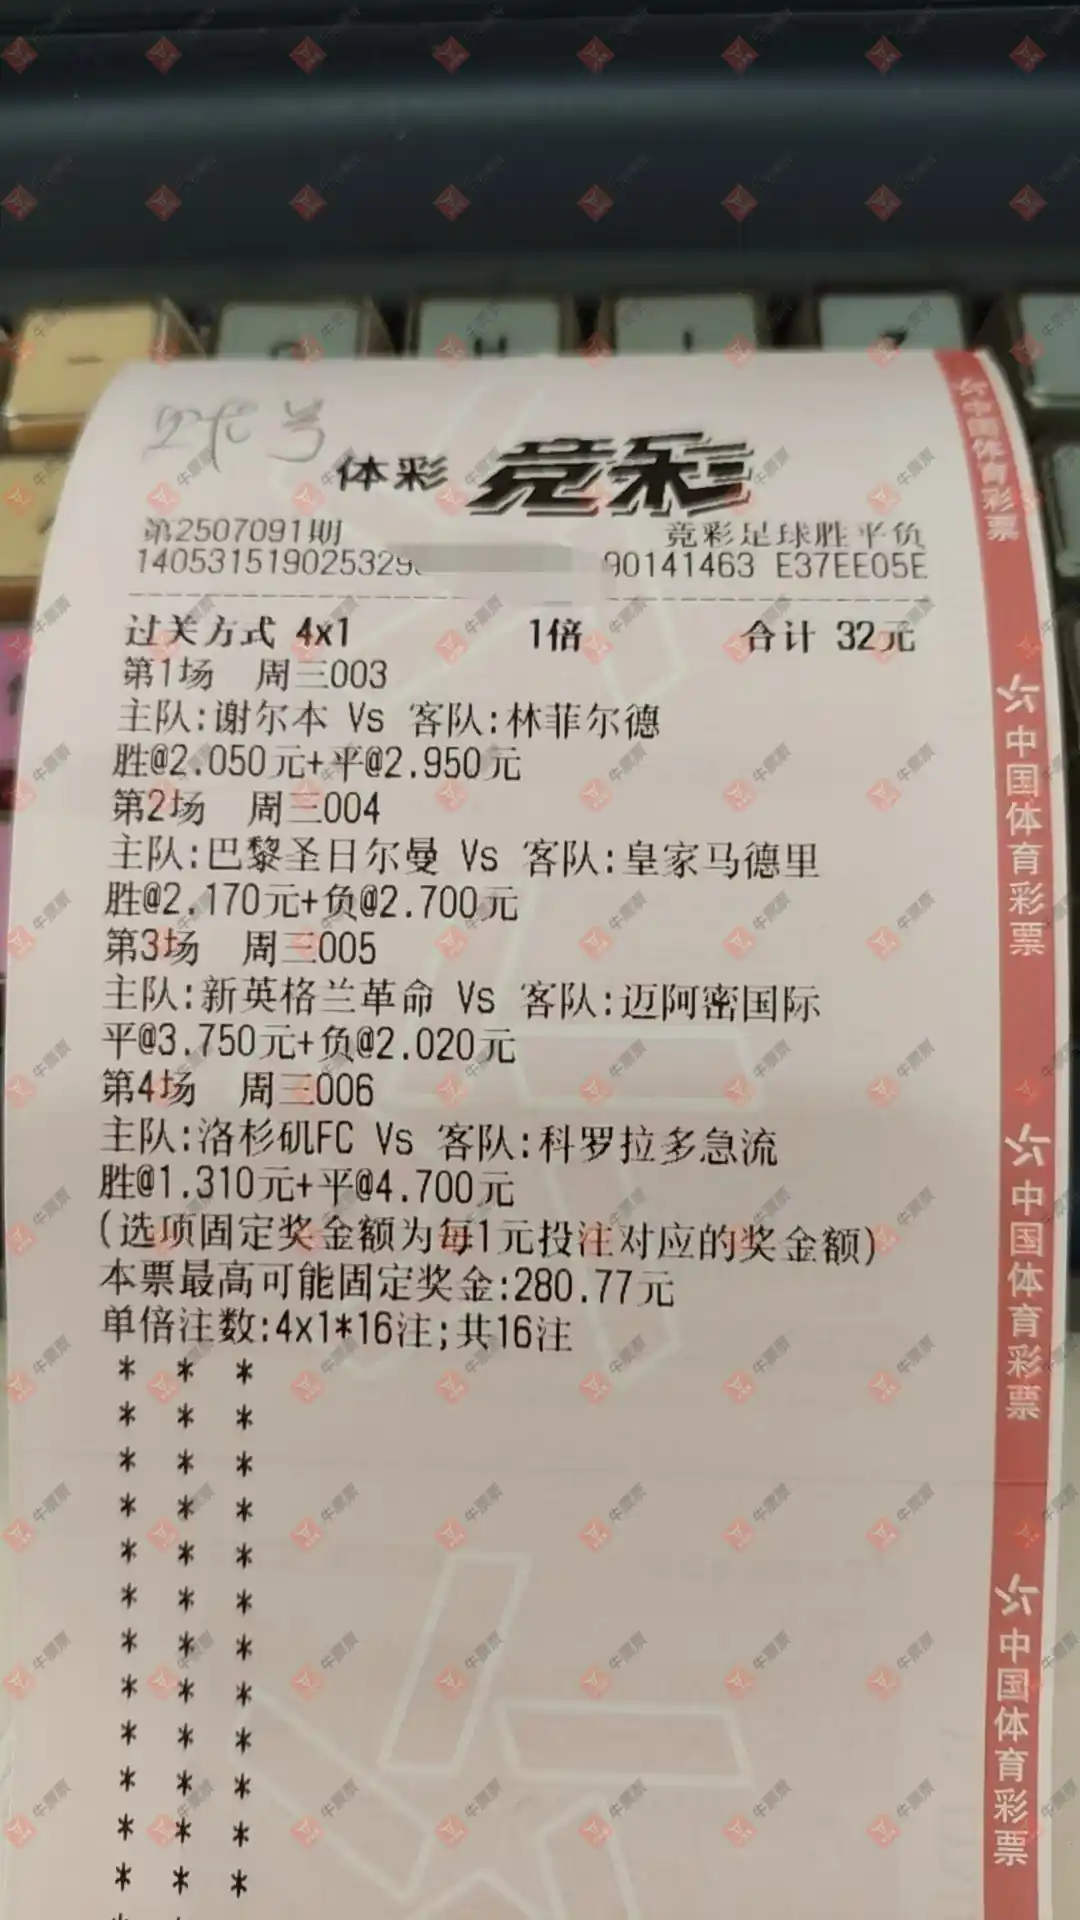 体彩 竞彩
第2507091期 竞彩足球胜平负
14053151902532 90141463 E37EE05E
过关方式 4x1 1倍 合计 32元
第1场 周三003
主队:谢尔本 Vs 客队:林菲尔德
胜@2.050元+平@2.950元
第2场 周三004
主队:巴黎圣日尔曼 Vs 客队:皇家马德里
胜@2.170元+负@2.700元
第3场 周三005
主队:新英格兰革命 Vs 客队:迈阿密国际
平@3.750元+负@2.020元
第4场 周三006
主队:洛杉矶FC Vs 客队:科罗拉多急流
胜@1.310元+平@4.700元
(选项固定奖金额为每1元投注对应的奖金额)
本票最高可能固定奖金:280.77元
单倍注数:4x1*16注;共16注
* * *
* * *
* * *
* * *
* * *
* * *
* * *
* * *
* * *
* * *
* * *
* * *
中国体育彩票
中国体育彩票
中国体育彩票
中国体育彩票
牛票票